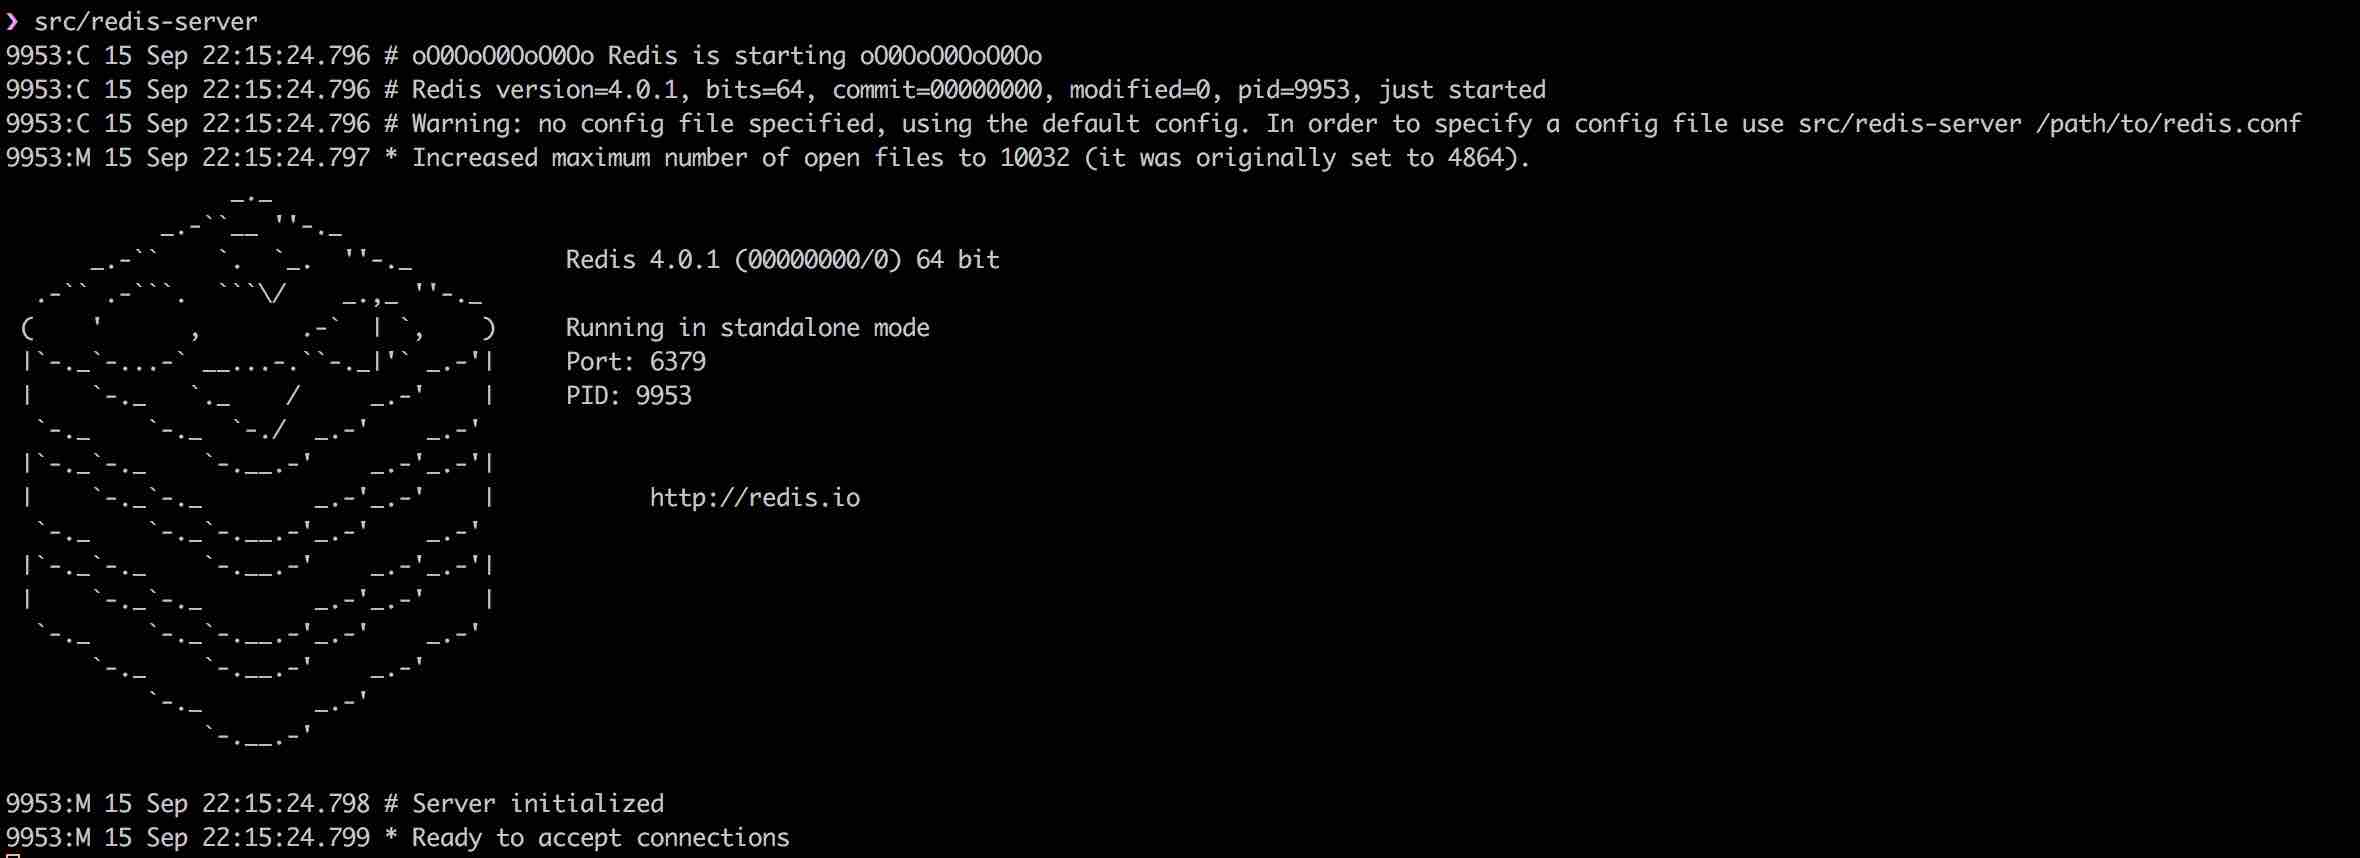 ❯ src/redis-server
9953:C 15 Sep 22:15:24.796 # oO0OoO0OoO0Oo Redis is starting oO0OoO0OoO0Oo
9953:C 15 Sep 22:15:24.796 # Redis version=4.0.1, bits=64, commit=00000000, modified=0, pid=9953, just started
9953:C 15 Sep 22:15:24.796 # Warning: no config file specified, using the default config. In order to specify a config file use src/redis-server /path/to/redis.conf
9953:M 15 Sep 22:15:24.797 * Increased maximum number of open files to 10032 (it was originally set to 4864).
Redis 4.0.1 (00000000/0) 64 bit
Running in standalone mode
Port: 6379
PID: 9953
http://redis.io
9953:M 15 Sep 22:15:24.798 # Server initialized
9953:M 15 Sep 22:15:24.799 * Ready to accept connections